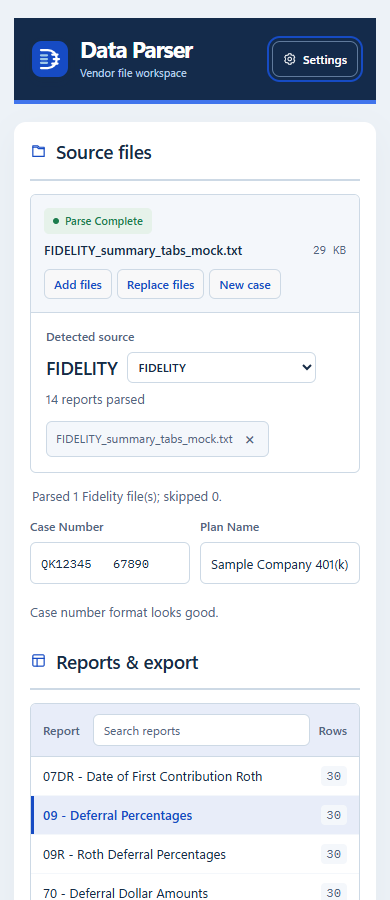 Data Parser
Vendor file workspace
Settings
Source files
Parse Complete
FIDELITY_summary_tabs_mock.txt 29 KB
Add files Replace files New case
Detected source
FIDELITY FIDELITY
14 reports parsed
FIDELITY_summary_tabs_mock.txt ×
Parsed 1 Fidelity file(s); skipped 0.
Case Number Plan Name
QK12345   67890 Sample Company 401(k)
Case number format looks good.
Reports & export
Report Search reports Rows
07DR - Date of First Contribution Roth 30
09 - Deferral Percentages 30
09R - Roth Deferral Percentages 30
70 - Deferral Dollar Amounts 30